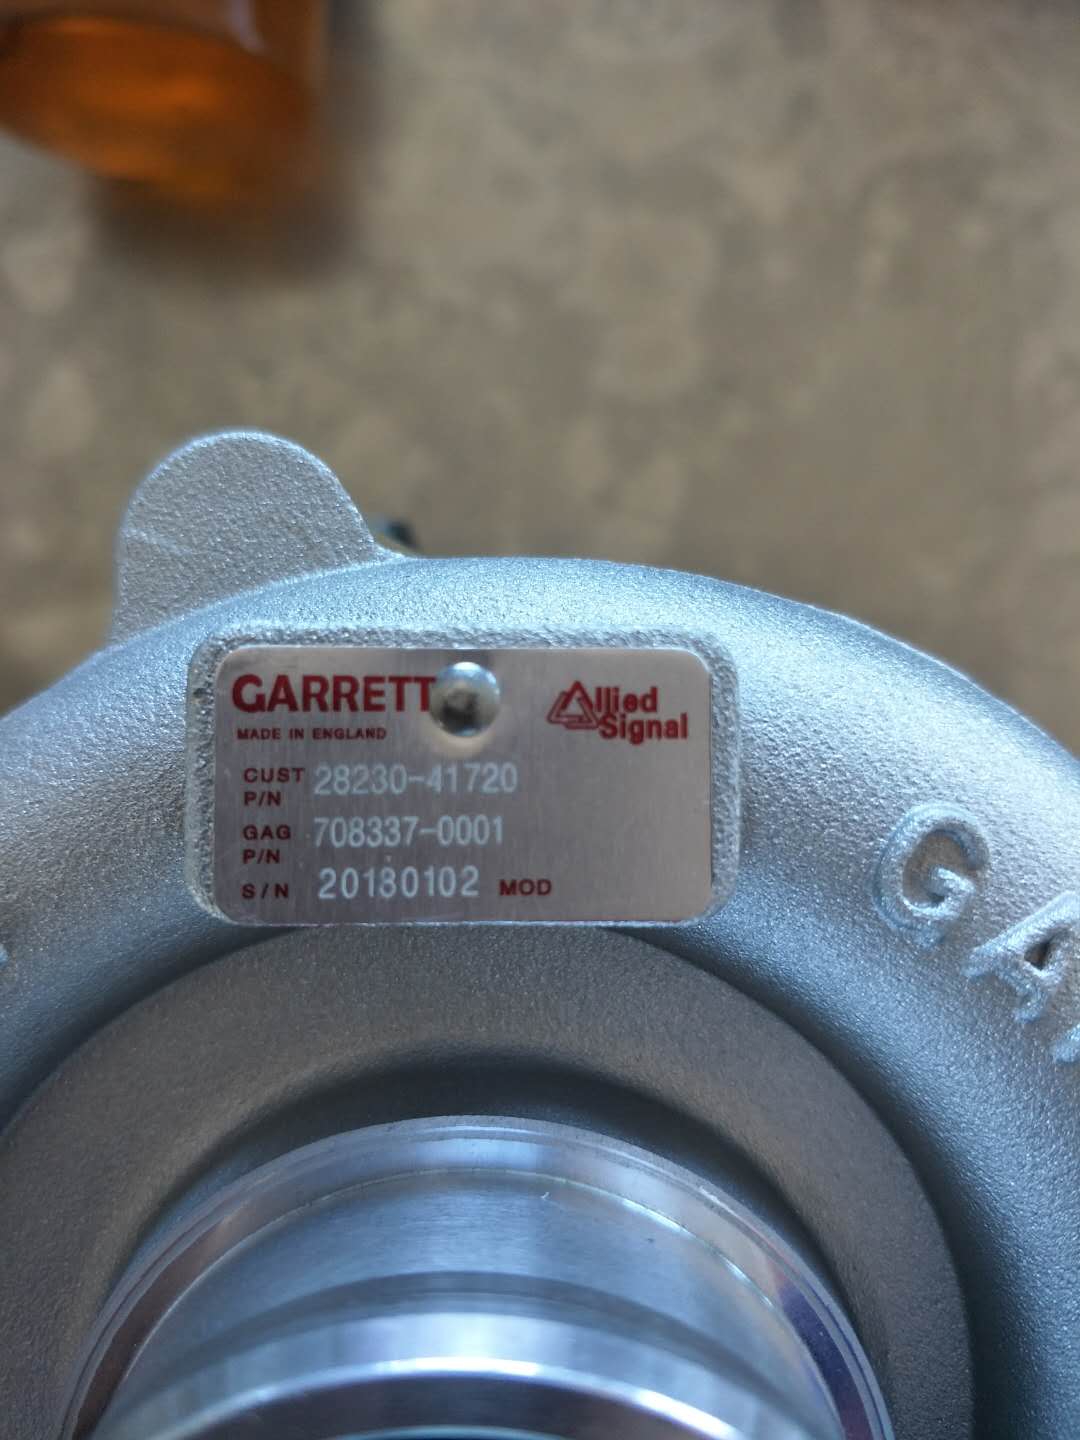 GARRETT
Allied
Signal
MADE IN ENGLAND
CUST P/N 28230-41720
GAG P/N 708337-0001
S/N 20180102 MOD
GA